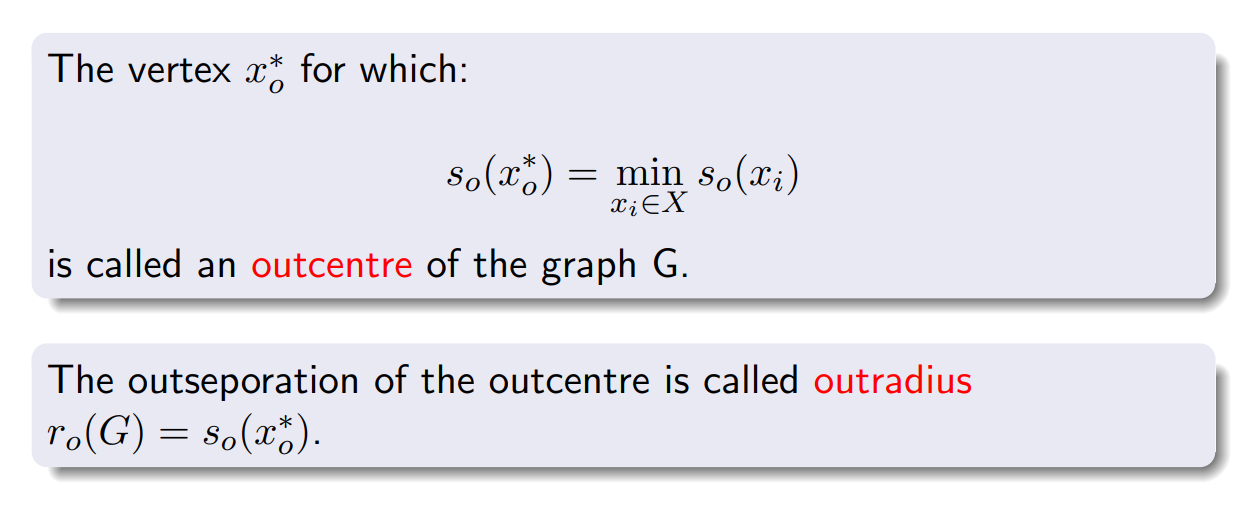 The vertex $x_o^*$ for which:
$s_o(x_o^*) = \min_{x_i \in X} s_o(x_i)$
is called an outcentre of the graph G.
The outseporation of the outcentre is called outradius
$r_o(G) = s_o(x_o^*)$.